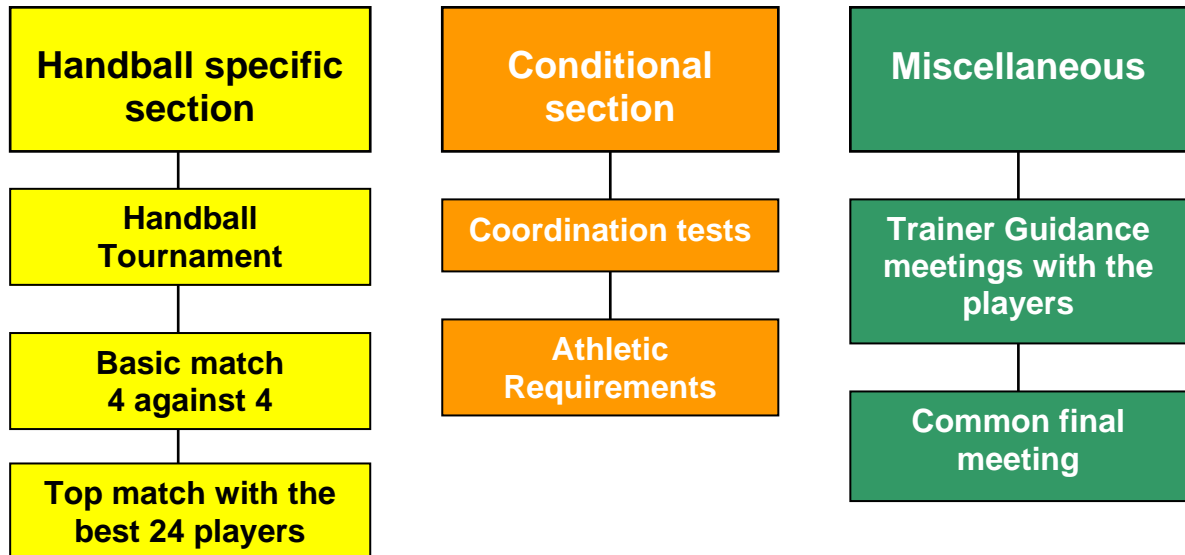 Handball specific
section
Handball
Tournament
Basic match
4 against 4
Top match with the
best 24 players
Conditional
section
Coordination tests
Athletic
Requirements
Miscellaneous
Trainer Guidance
meetings with the
players
Common final
meeting